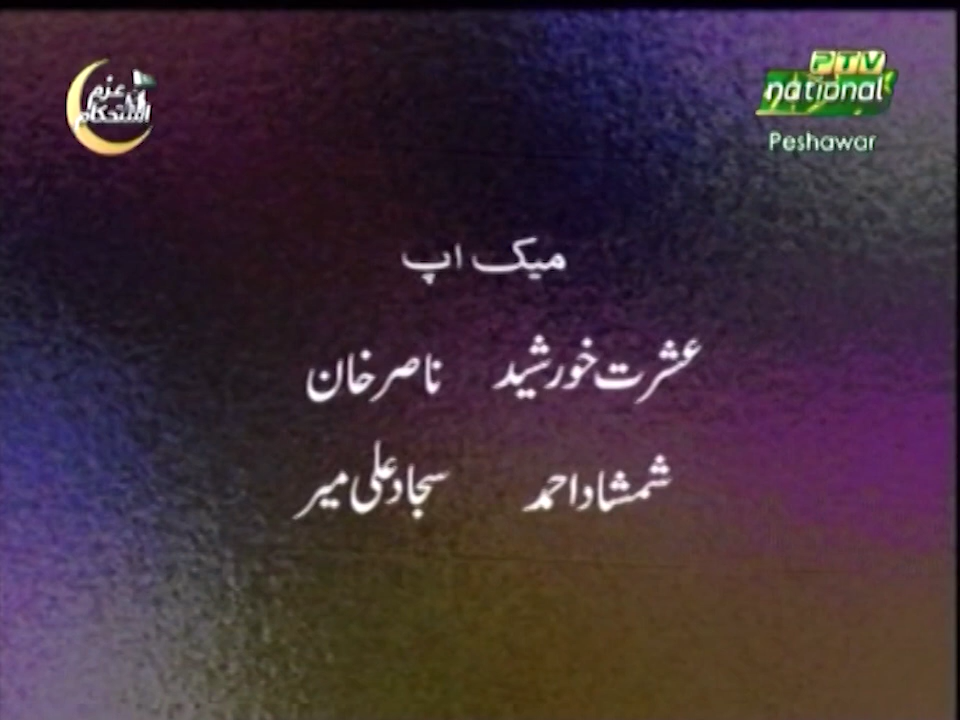 عزم
استحکام
PTV
national
Peshawar
میک اپ
عشرت خورشید ناصر خان
شمشاد احمد سجاد علی میر